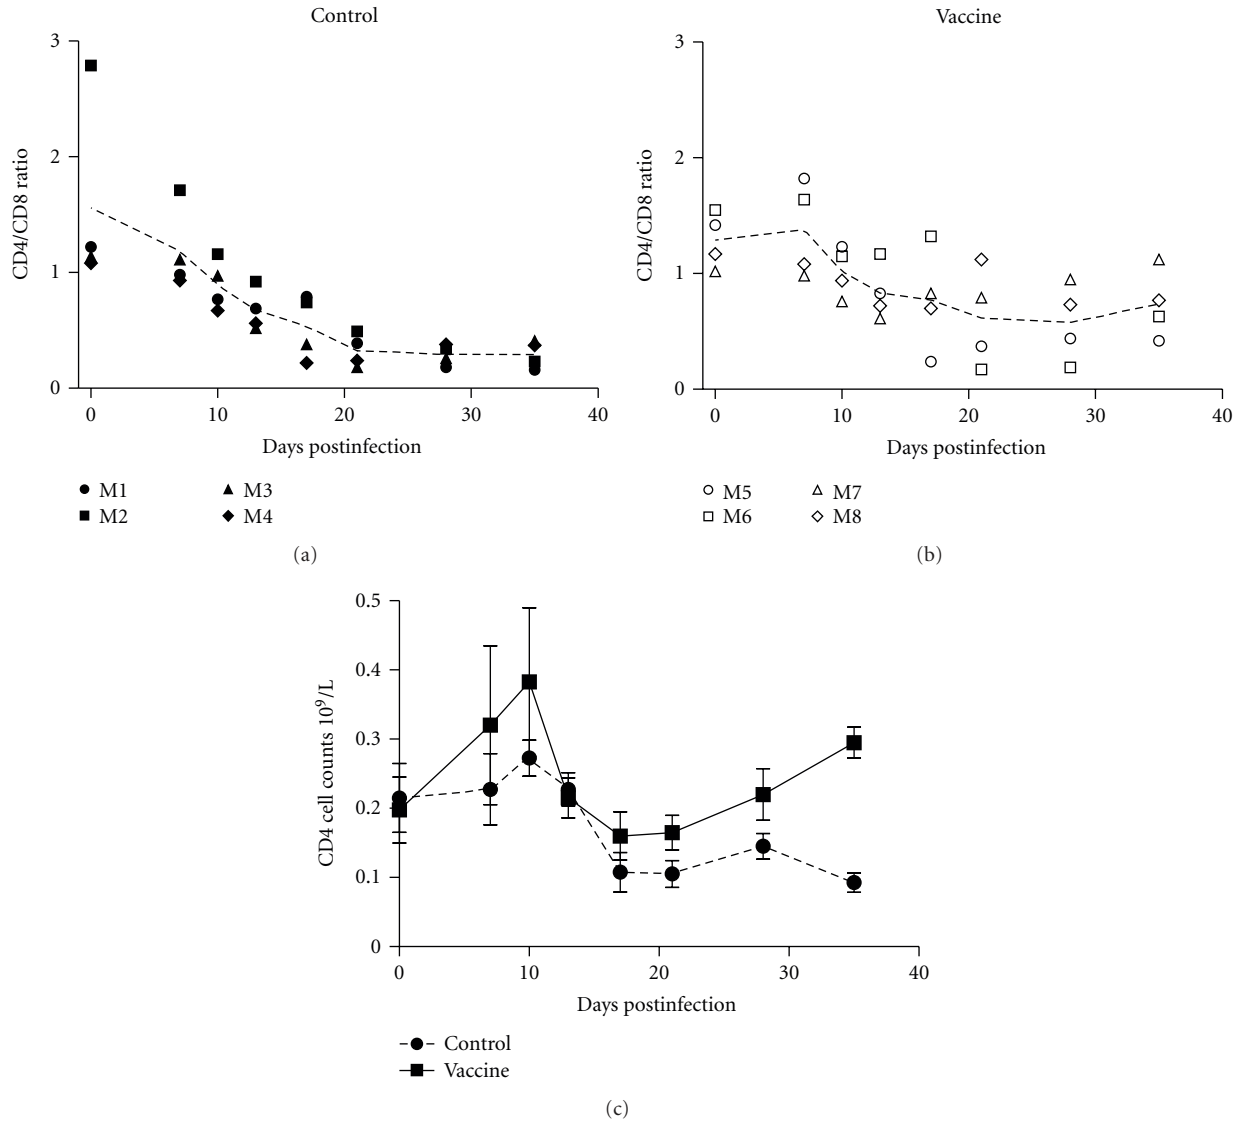 Control
CD4/CD8 ratio
3
2
1
0
0 10 20 30 40
Days postinfection
M1 M3
M2 M4
(a)
Vaccine
CD4/CD8 ratio
3
2
1
0
0 10 20 30 40
Days postinfection
M5 M7
M6 M8
(b)
CD4 cell counts 10⁹/L
0.5
0.4
0.3
0.2
0.1
0
0 10 20 30 40
Days postinfection
Control
Vaccine
(c)